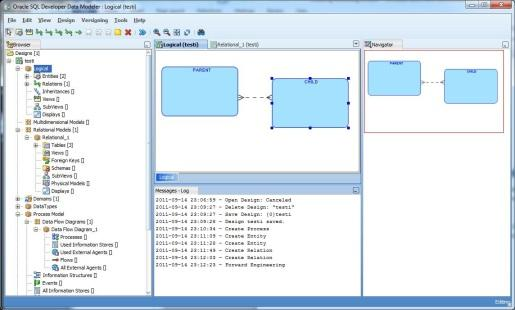 Oracle SQL Developer Data Modeler : Logical (testi)
File Edit View Design Versigning Tools Help
Browser
Designs [1]
testi
Logical
Entities [2]
Relations [1]
Inheritances []
Views []
SubViews []
Displays []
Multidimensional Models []
Relational Models [1]
Relational_1
Tables [3]
Views []
Foreign Keys []
Schemas []
SubViews []
Physical Models []
Displays []
Domains [1]
DataTypes
Process Model
Data Flow Diagrams [1]
Data Flow Diagram_1
Processes []
Used Information Stores []
Used External Agents []
Flows []
All External Agents []
Information Structures []
Events []
All Information Stores []
Logical (testi)
Relational_1 (testi)
PARENT
CHILD
Logical
Messages - Log
2011-09-14 23:06:59 - Open Design: Canceled
2011-09-14 23:09:27 - Delete Design: "testi"
2011-09-14 23:09:27 - Save Design: {0}testi
2011-09-14 23:09:28 - Design testi saved.
2011-09-14 23:10:34 - Create Process
2011-09-14 23:11:09 - Create Entity
2011-09-14 23:11:20 - Create Entity
2011-09-14 23:11:49 - Create Relation
2011-09-14 23:12:03 - Create Relation
2011-09-14 23:12:23 - Forward Engineering
Navigator
PARENT
CHILD
Editing